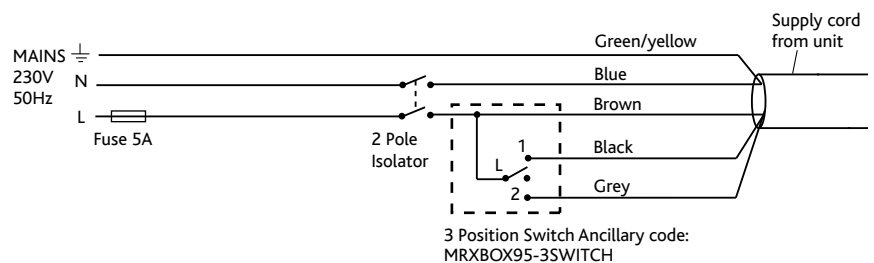 Supply cord
from unit
Green/yellow
MAINS
230V
50Hz
N
Blue
L
Brown
Fuse 5A
2 Pole
Isolator
1
Black
L
2
Grey
3 Position Switch Ancillary code:
MRXBOX95-3SWITCH